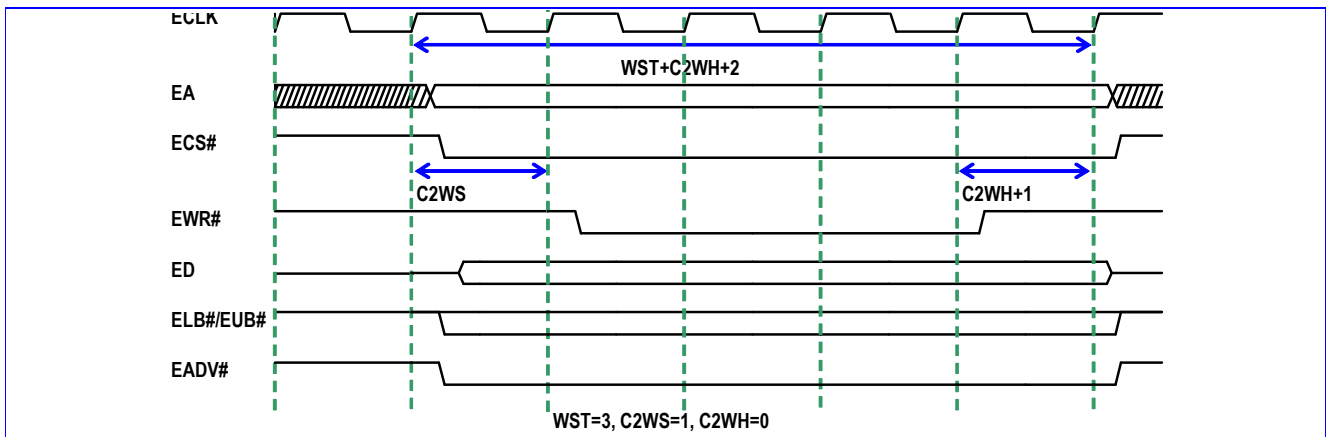 ECLK
WST+C2WH+2
EA
ECS#
C2WS
C2WH+1
EWR#
ED
ELB#/EUB#
EADV#
WST=3, C2WS=1, C2WH=0